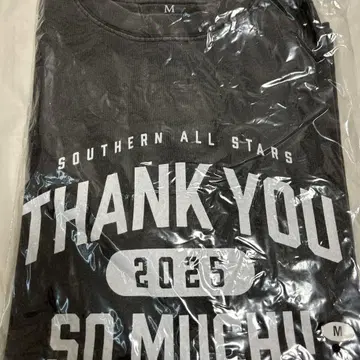 M
SOUTHERN ALL STARS
THANK YOU
2025
SO MUCH!!
M